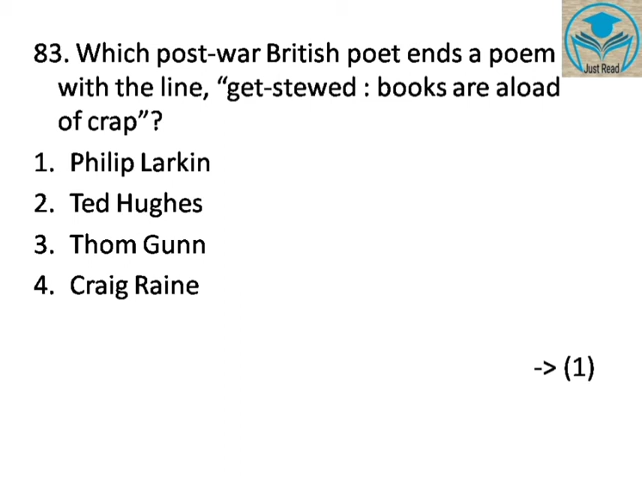 83. Which post-war British poet ends a poem
with the line, “get-stewed : books are aload
of crap”?
1. Philip Larkin
2. Ted Hughes
3. Thom Gunn
4. Craig Raine
-> (1)
Just Read